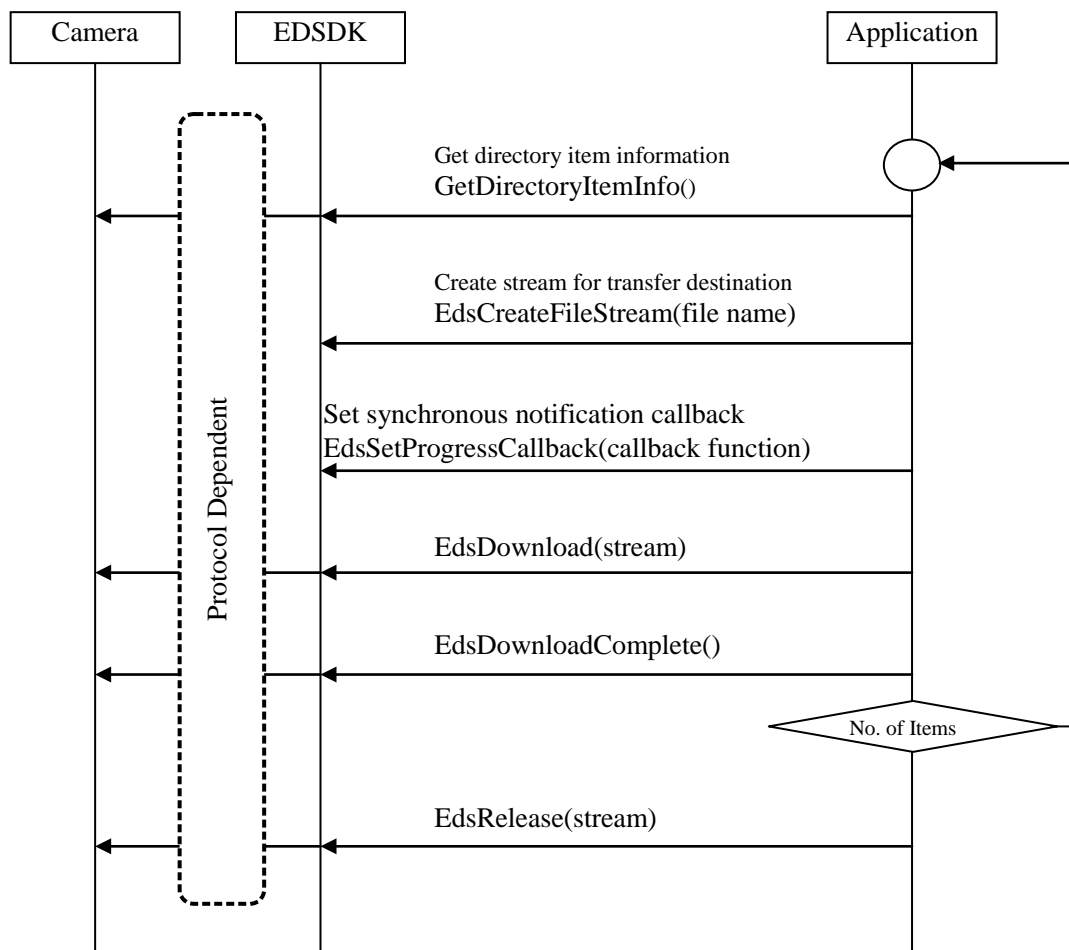 Camera
EDSDK
Application
Get directory item information
GetDirectoryItemInfo()
Create stream for transfer destination
EdsCreateFileStream(file name)
Set synchronous notification callback
EdsSetProgressCallback(callback function)
Protocol Dependent
EdsDownload(stream)
EdsDownloadComplete()
No. of Items
EdsRelease(stream)